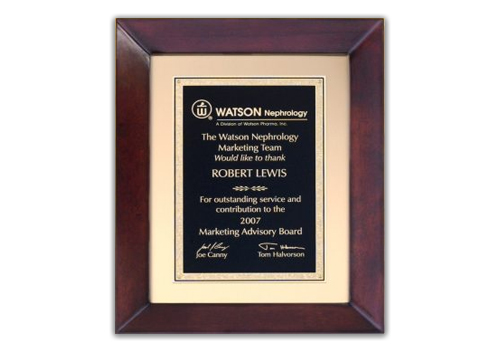 WATSON Nephrology
A Division of Watson Pharma, Inc.
The Watson Nephrology
Marketing Team
Would like to thank
ROBERT LEWIS
For outstanding service and
contribution to the
2007
Marketing Advisory Board
Joe Canny Tom Halvorson